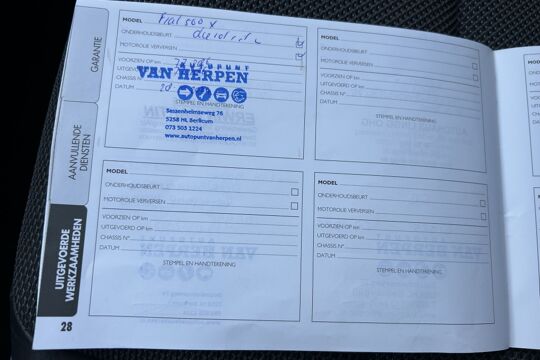 GARANTIE
AANVULLENDE
DIENSTEN
UITGEVOERDE
WERKZAAMHEDEN
28
MODEL Fiat 500 X
ONDERHOUDSBEURT
MOTOROLIE VERVERSEN
VOORZIEN OP km
UITGEVOERD OP
CHASSIS N°
DATUM
AUTOPUNT
VAN HERPEN
STEMPEL EN HANDTEKENING
Sassenheimseweg 76
5258 HL Berlicum
073 503 1224
www.autopuntvanherpen.nl
MODEL
ONDERHOUDSBEURT
MOTOROLIE VERVERSEN
VOORZIEN OP km
UITGEVOERD OP km
CHASSIS N°
DATUM
STEMPEL EN HANDTEKENING
MODEL
ONDERHOUDSBEURT
MOTOROLIE VERVERSEN
VOORZIEN OP km
UITGEVOERD OP km
CHASSIS N°
DATUM
STEMPEL EN HANDTEKENING
MODEL
ONDERHOUDSBEURT
MOTOROLIE VERVERSEN
VOORZIEN OP km
UITGEVOERD OP km
CHASSIS N°
DATUM
STEMPEL EN HANDTEKENING